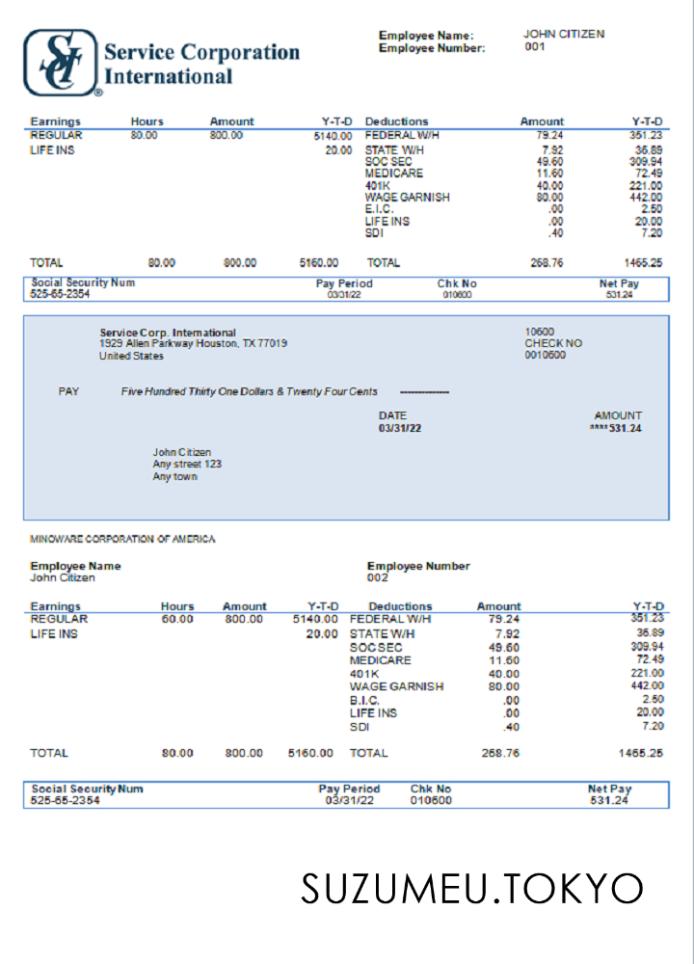 Service Corporation
International
Employee Name: JOHN CITIZEN
Employee Number: 001
Earnings Hours Amount Y-T-D Deductions Amount Y-T-D
REGULAR 80.00 800.00 5140.00 FEDERAL W/H 79.24 351.23
LIFE INS 20.00 STATE W/H 7.92 36.89
SOC SEC 49.60 309.94
MEDICARE 11.60 72.49
401K 40.00 221.00
WAGE GARNISH 80.00 442.00
E.I.C. .00 2.50
LIFE INS .00 20.00
SDI .40 7.20
TOTAL 80.00 800.00 5160.00 TOTAL 268.76 1465.25
Social Security Num Pay Period Chk No Net Pay
525-65-2354 03/31/22 010600 531.24
Service Corp. International 10600
1929 Allen Parkway Houston, TX 77019 CHECK NO
United States 0010600
PAY Five Hundred Thirty One Dollars & Twenty Four Cents --------------
DATE AMOUNT
03/31/22 ****531.24
John Citizen
Any street 123
Any town
MINOWARE CORPORATION OF AMERICA
Employee Name Employee Number
John Citizen 002
Earnings Hours Amount Y-T-D Deductions Amount Y-T-D
REGULAR 60.00 800.00 5140.00 FEDERAL W/H 79.24 351.23
LIFE INS 20.00 STATE W/H 7.92 36.89
SOC SEC 49.60 309.94
MEDICARE 11.60 72.49
401K 40.00 221.00
WAGE GARNISH 80.00 442.00
B.I.C. .00 2.50
LIFE INS .00 20.00
SDI .40 7.20
TOTAL 80.00 800.00 5160.00 TOTAL 268.76 1465.25
Social Security Num Pay Period Chk No Net Pay
525-65-2354 03/31/22 010600 531.24
SUZUMEU.TOKYO